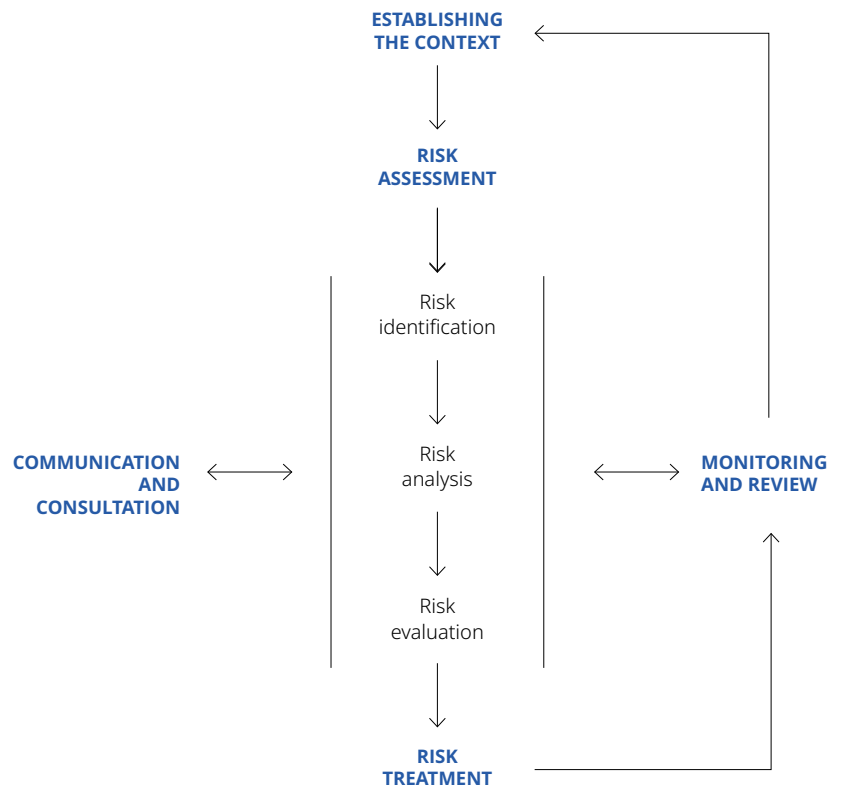 ESTABLISHING
THE CONTEXT
RISK
ASSESSMENT
Risk
identification
COMMUNICATION
AND
CONSULTATION
Risk
analysis
MONITORING
AND REVIEW
Risk
evaluation
RISK
TREATMENT